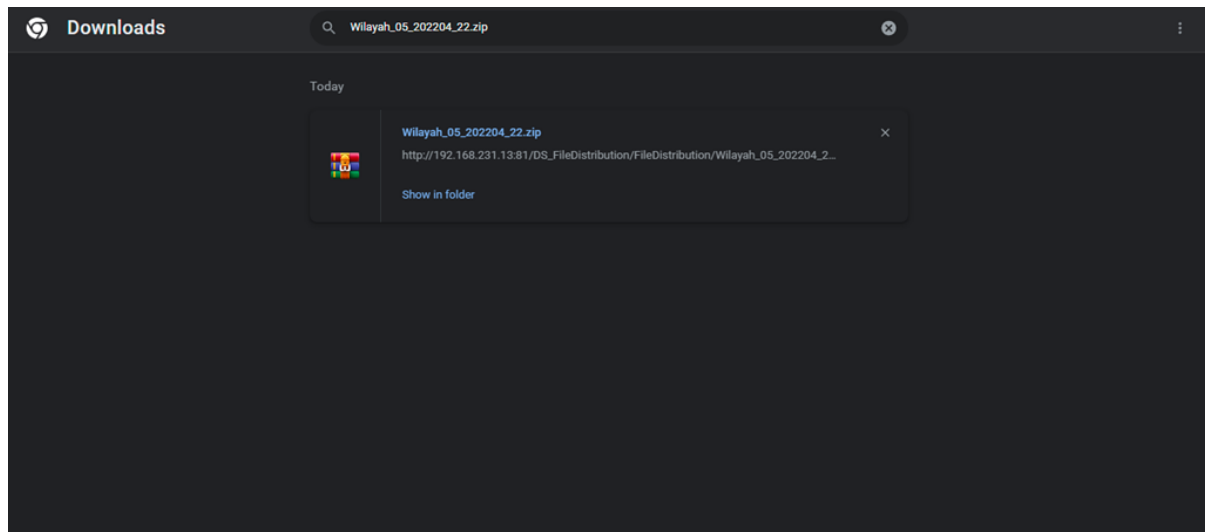 Downloads
Wilayah_05_202204_22.zip
Today
Wilayah_05_202204_22.zip
http://192.168.231.13:81/DS_FileDistribution/FileDistribution/Wilayah_05_202204_2...
Show in folder